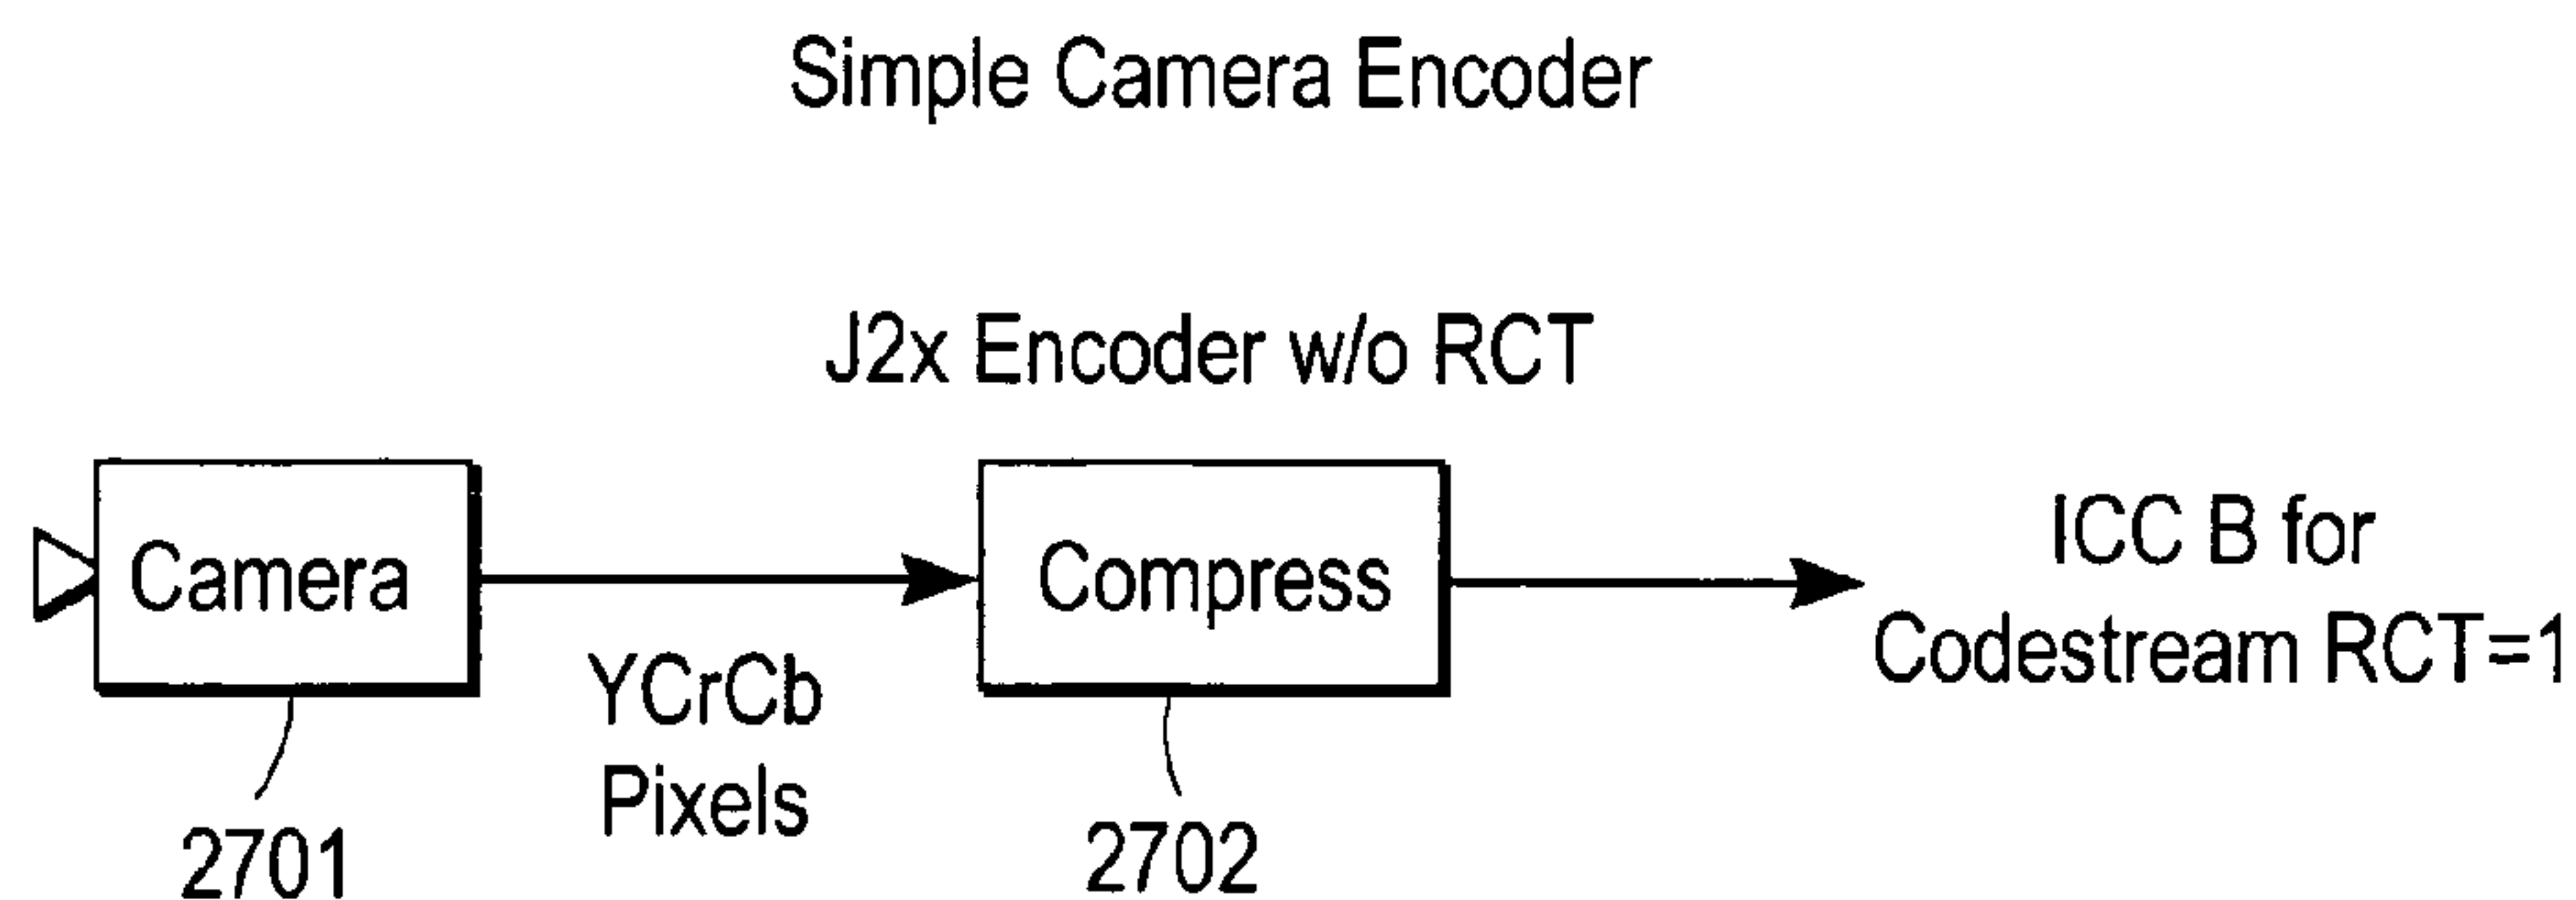 Simple Camera Encoder
J2x Encoder w/o RCT
Camera
Compress
ICC B for
Codestream RCT=1
YCrCb
Pixels
2701
2702